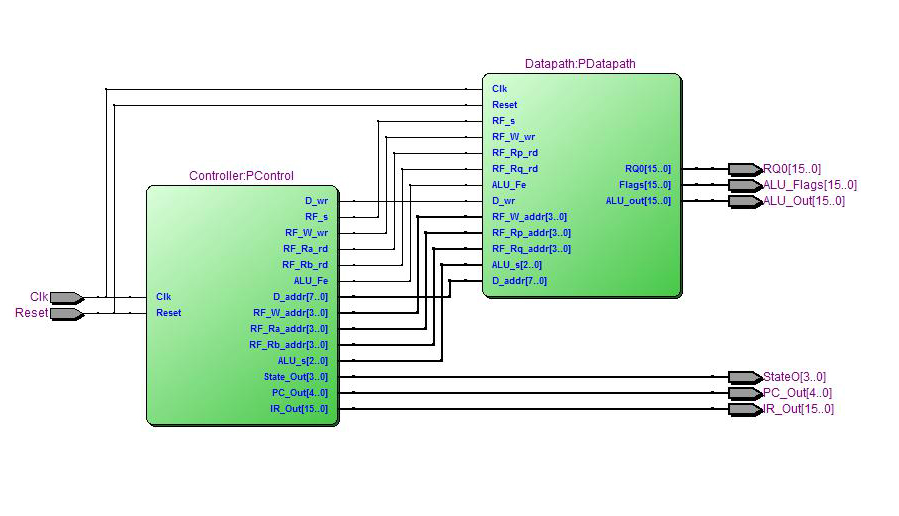 Datapath:PDatapath
Clk
Reset
RF_s
RF_W_wr
RF_Rp_rd
RF_Rq_rd
ALU_Fe
D_wr
RF_W_addr[3..0]
RF_Rp_addr[3..0]
RF_Rq_addr[3..0]
ALU_s[2..0]
D_addr[7..0]
RQ0[15..0]
Flags[15..0]
ALU_out[15..0]
RQ0[15..0]
ALU_Flags[15..0]
ALU_Out[15..0]
Controller:PControl
Clk
Reset
Clk
Reset
D_wr
RF_s
RF_W_wr
RF_Ra_rd
RF_Rb_rd
ALU_Fe
D_addr[7..0]
RF_W_addr[3..0]
RF_Ra_addr[3..0]
RF_Rb_addr[3..0]
ALU_s[2..0]
State_Out[3..0]
PC_Out[4..0]
IR_Out[15..0]
StateO[3..0]
PC_Out[4..0]
IR_Out[15..0]